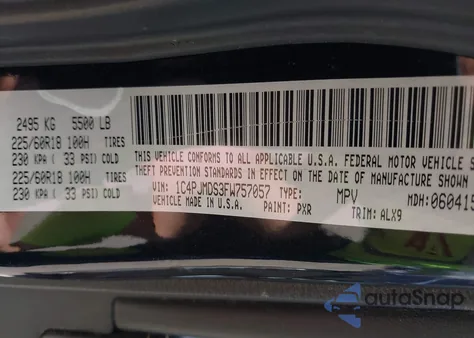 2495 KG 5500 LB
225/60R18 100H TIRES
230 KPA ( 33 PSI) COLD
225/60R18 100H TIRES
230 KPA ( 33 PSI) COLD
THIS VEHICLE CONFORMS TO ALL APPLICABLE U.S.A. FEDERAL MOTOR VEHICLE S
THEFT PREVENTION STANDARDS IN EFFECT ON THE DATE OF MANUFACTURE SHOWN
VIN: 1C4PJMDS3FW757057 TYPE: MPV MDH: 060415
VEHICLE MADE IN U.S.A. PAINT: PXR TRIM: ALX9
autoSnap